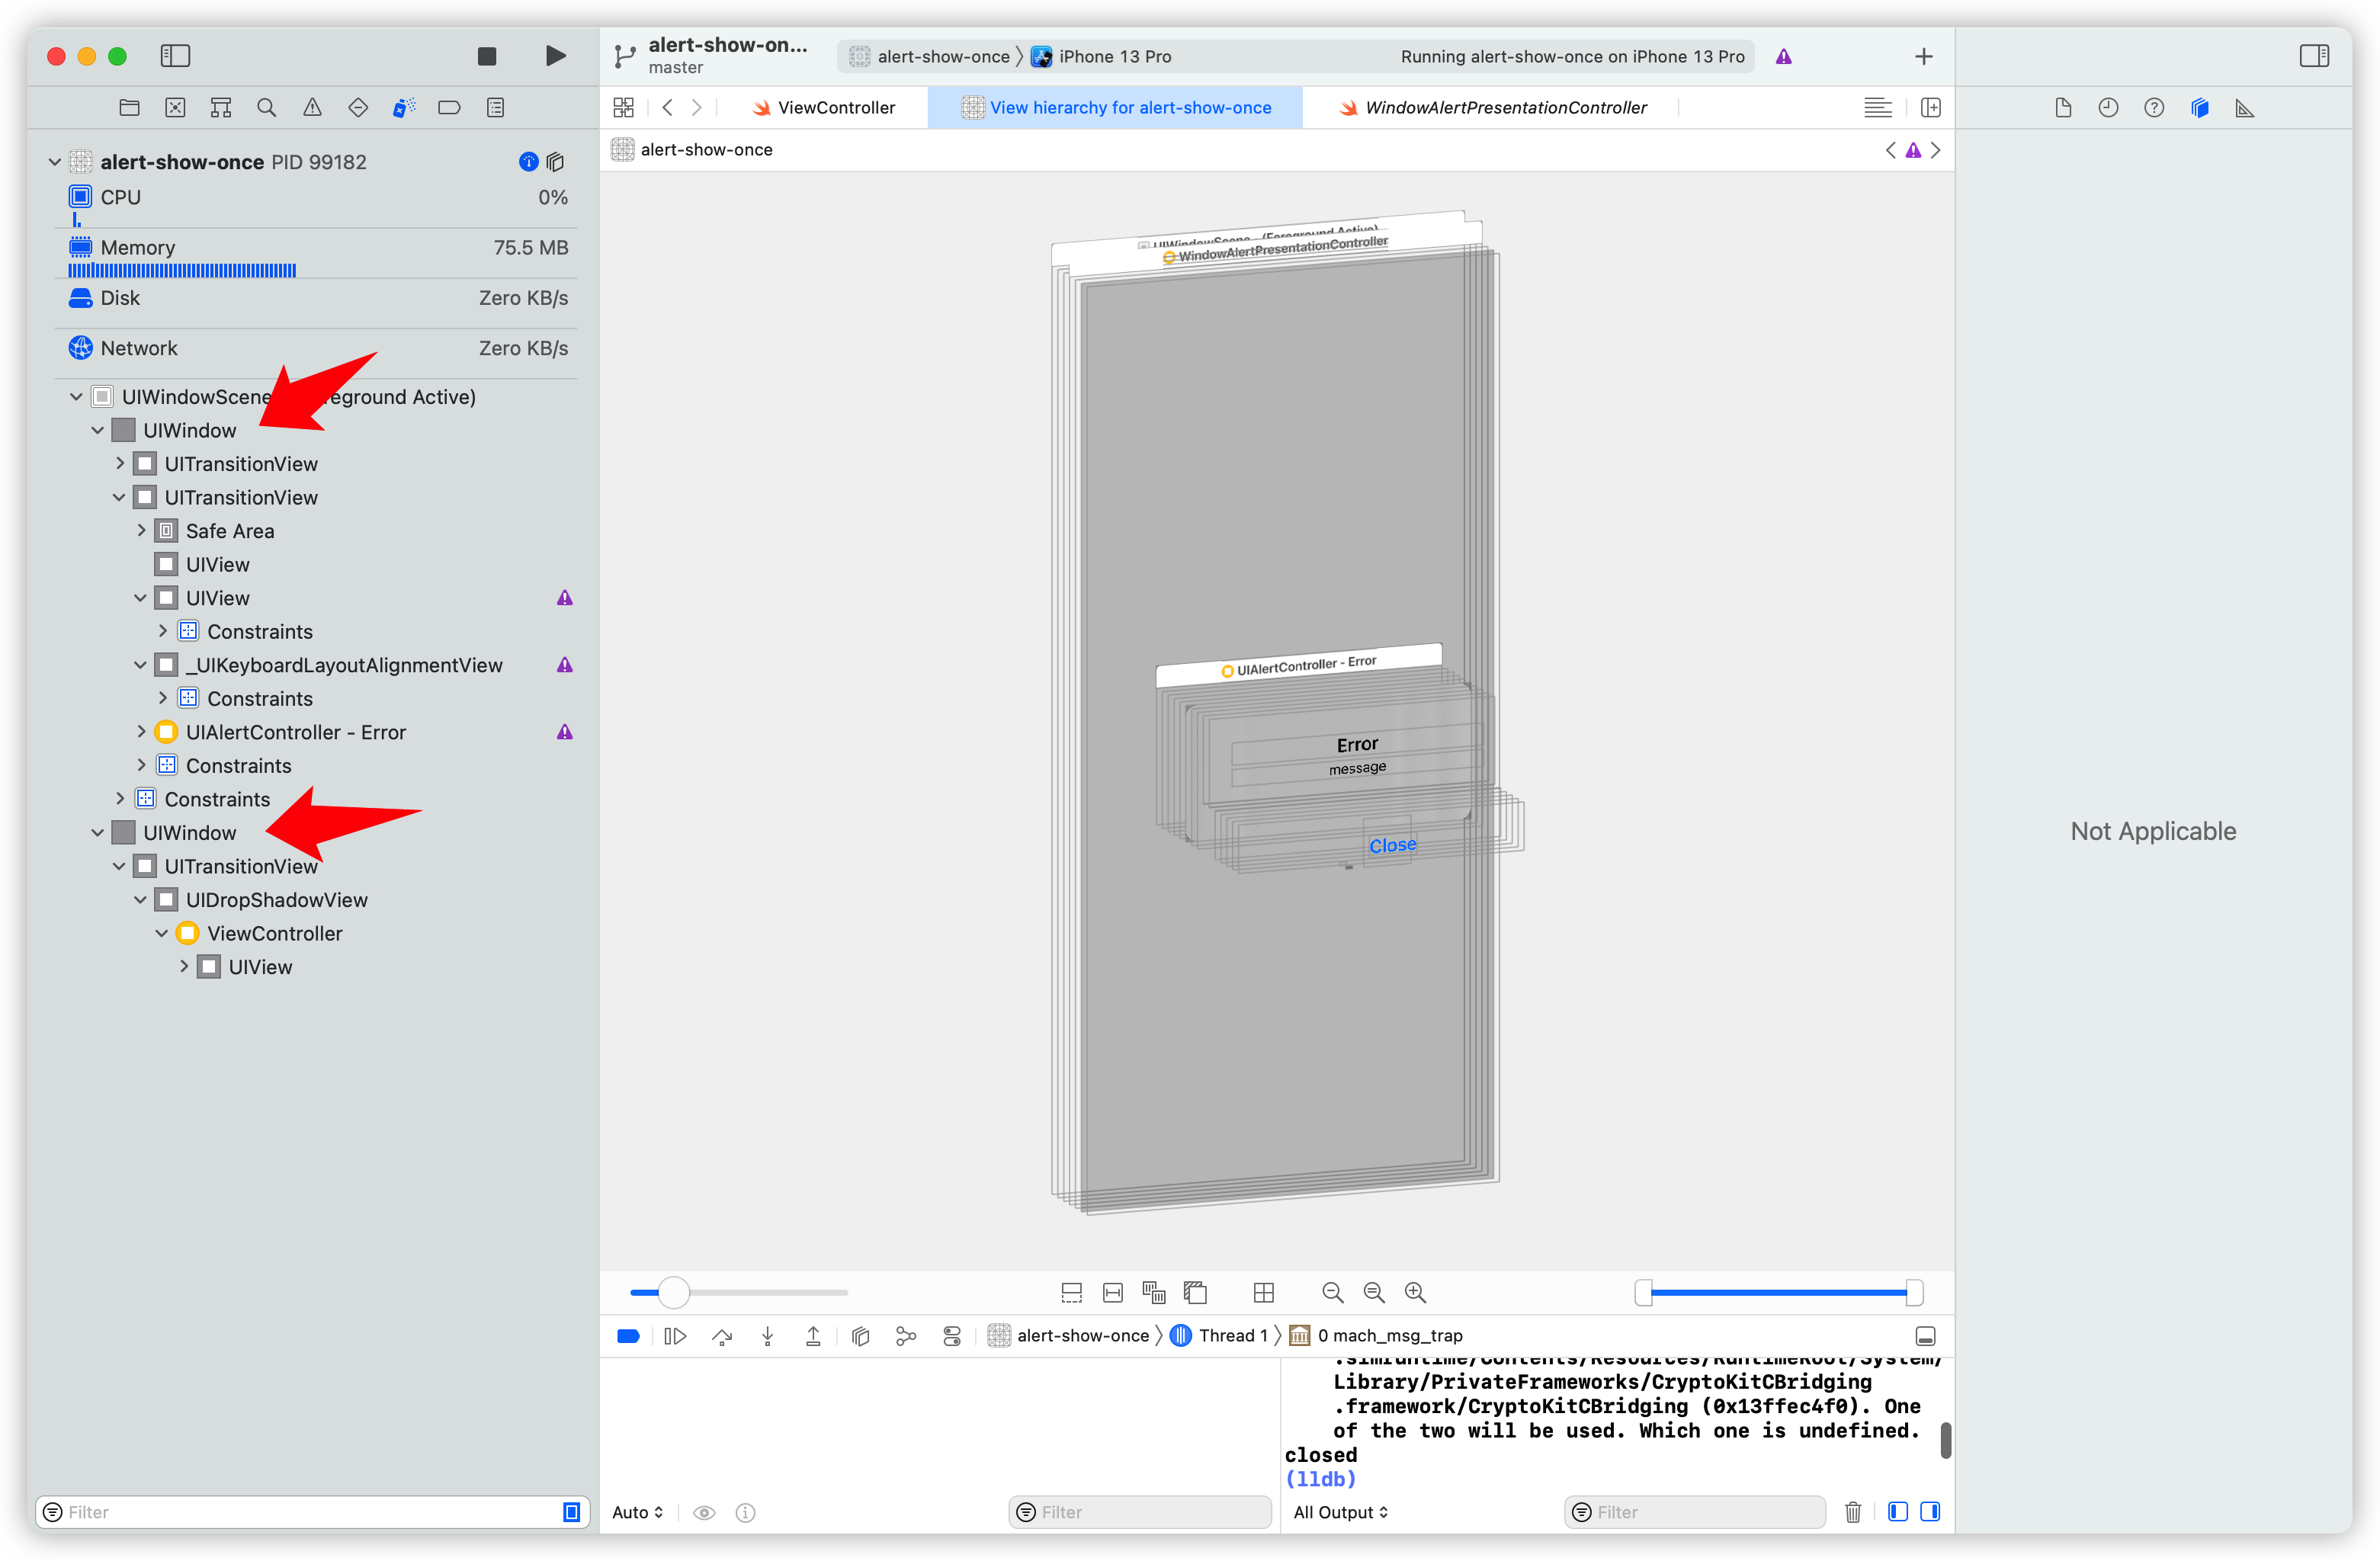 alert-show-on...
master
alert-show-once
iPhone 13 Pro
Running alert-show-once on iPhone 13 Pro
ViewController
View hierarchy for alert-show-once
WindowAlertPresentationController
alert-show-once
alert-show-once PID 99182
CPU
0%
Memory
75.5 MB
Disk
Zero KB/s
Network
Zero KB/s
UIWindowScene eground Active)
UIWindow
UITransitionView
UITransitionView
Safe Area
UIView
UIView
Constraints
_UIKeyboardLayoutAlignmentView
Constraints
UIAlertController - Error
Constraints
Constraints
UIWindow
UITransitionView
UIDropShadowView
ViewController
UIView
Filter
UIWindowScene - (Foreground Active)
WindowAlertPresentationController
UIAlertController - Error
Error
message
Close
Not Applicable
alert-show-once
Thread 1
0 mach_msg_trap
.simruntime/Contents/Resources/RuntimeRoot/System/
Library/PrivateFrameworks/CryptoKitCBridging
.framework/CryptoKitCBridging (0x13ffec4f0). One
of the two will be used. Which one is undefined.
closed
(lldb)
Auto
Filter
All Output
Filter